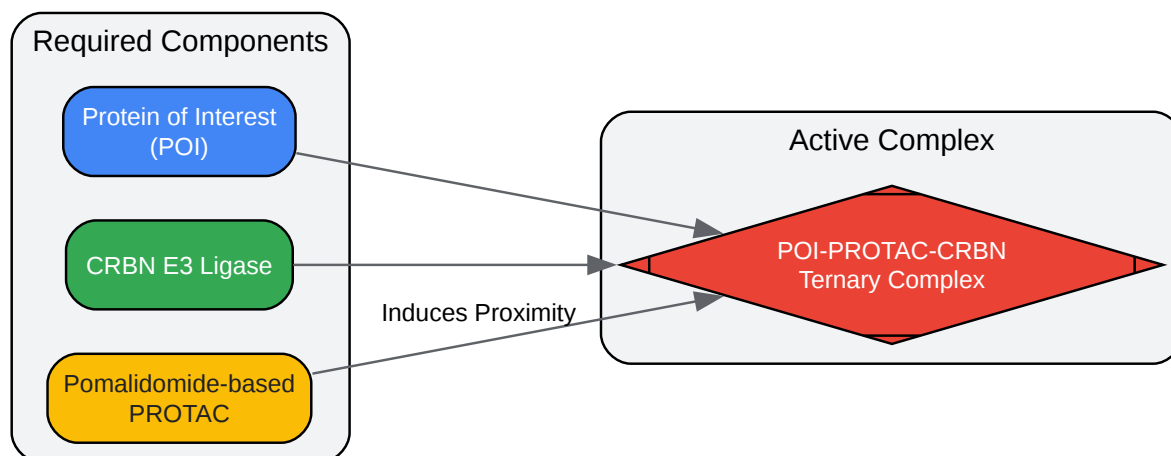 Required Components
Protein of Interest
(POI)
CRBN E3 Ligase
Pomalidomide-based
PROTAC
Induces Proximity
Active Complex
POI-PROTAC-CRBN
Ternary Complex